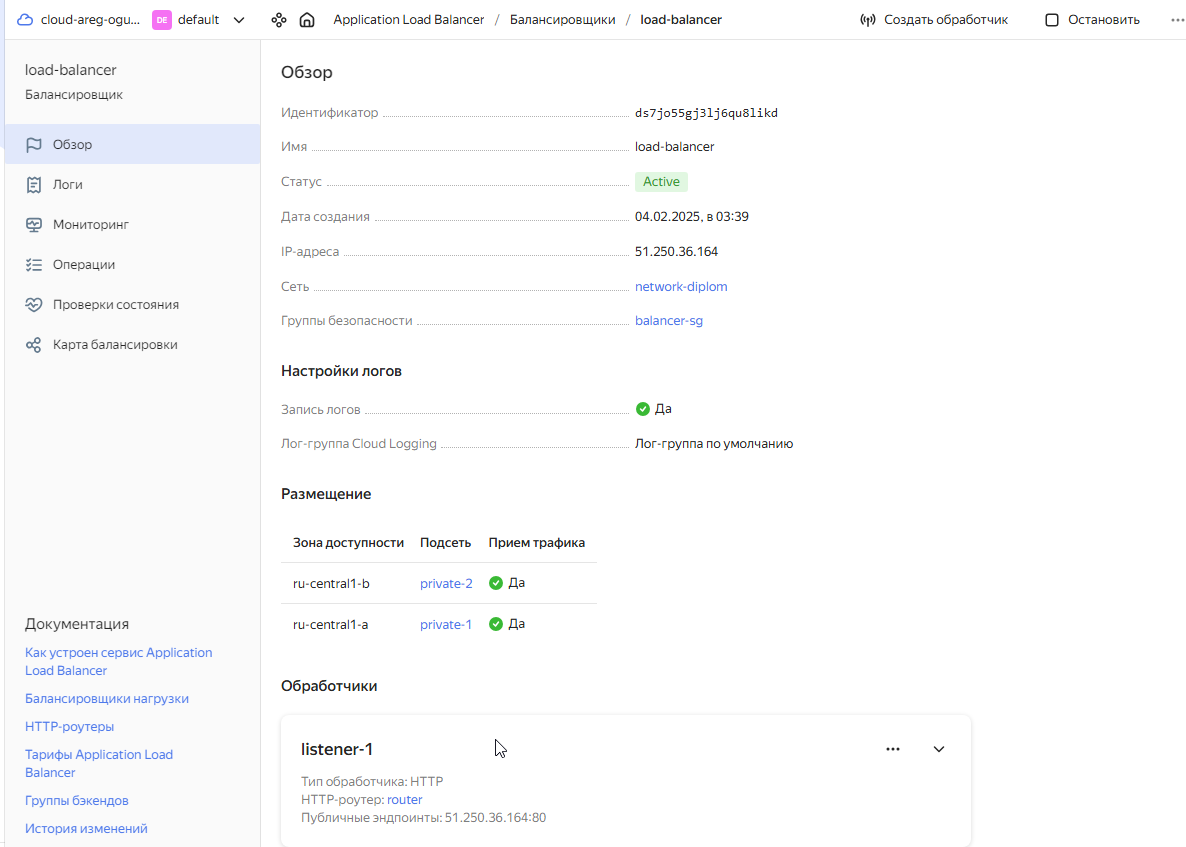 cloud-areg-ogu... DE default Application Load Balancer / Балансировщики / load-balancer Создать обработчик Остановить
load-balancer
Балансировщик
Обзор
Логи
Мониторинг
Операции
Проверки состояния
Карта балансировки
Документация
Как устроен сервис Application
Load Balancer
Балансировщики нагрузки
HTTP-роутеры
Тарифы Application Load
Balancer
Группы бэкендов
История изменений
Обзор
Идентификатор ds7jo55gj3lj6qu8likd
Имя load-balancer
Статус Active
Дата создания 04.02.2025, в 03:39
IP-адреса 51.250.36.164
Сеть network-diplom
Группы безопасности balancer-sg
Настройки логов
Запись логов Да
Лог-группа Cloud Logging Лог-группа по умолчанию
Размещение
Зона доступности Подсеть Прием трафика
ru-central1-b private-2 Да
ru-central1-a private-1 Да
Обработчики
listener-1
Тип обработчика: HTTP
HTTP-роутер: router
Публичные эндпоинты: 51.250.36.164:80